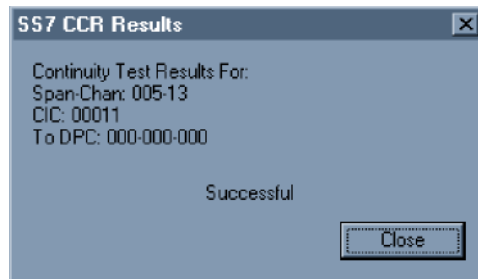 SS7 CCR Results
Continuity Test Results For:
Span-Chan: 005-13
CIC: 00011
To DPC: 000-000-000
Successful
Close